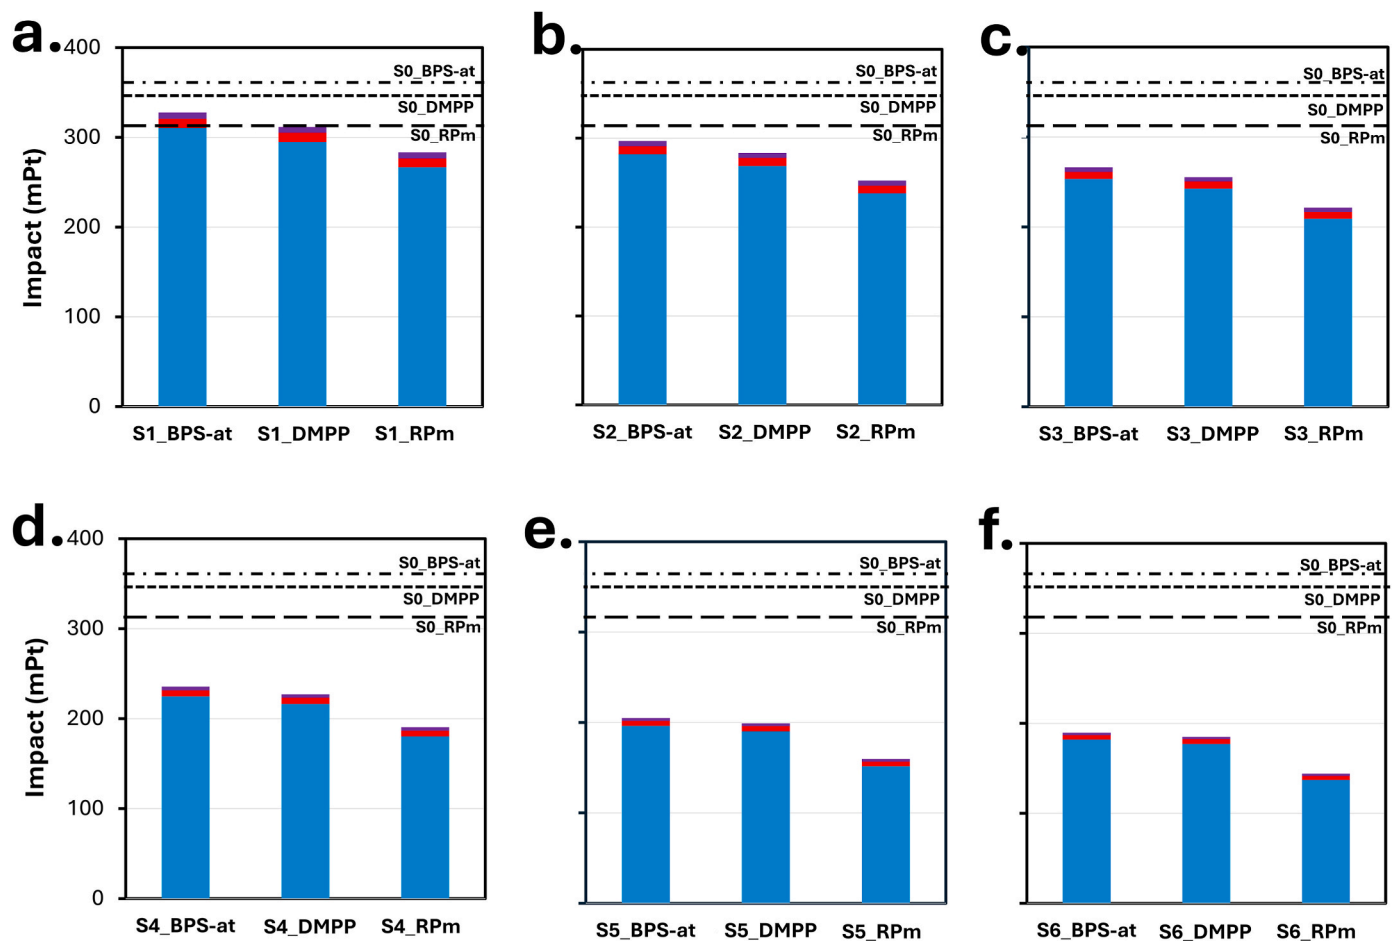 a.
400
300
200
100
0
Impact (mPt)
S0_BPS-at
S0_DMPP
S0_RPm
S1_BPS-at S1_DMPP S1_RPm
b.
S0_BPS-at
S0_DMPP
S0_RPm
S2_BPS-at S2_DMPP S2_RPm
c.
S0_BPS-at
S0_DMPP
S0_RPm
S3_BPS-at S3_DMPP S3_RPm
d.
400
300
200
100
0
Impact (mPt)
S0_BPS-at
S0_DMPP
S0_RPm
S4_BPS-at S4_DMPP S4_RPm
e.
S0_BPS-at
S0_DMPP
S0_RPm
S5_BPS-at S5_DMPP S5_RPm
f.
S0_BPS-at
S0_DMPP
S0_RPm
S6_BPS-at S6_DMPP S6_RPm